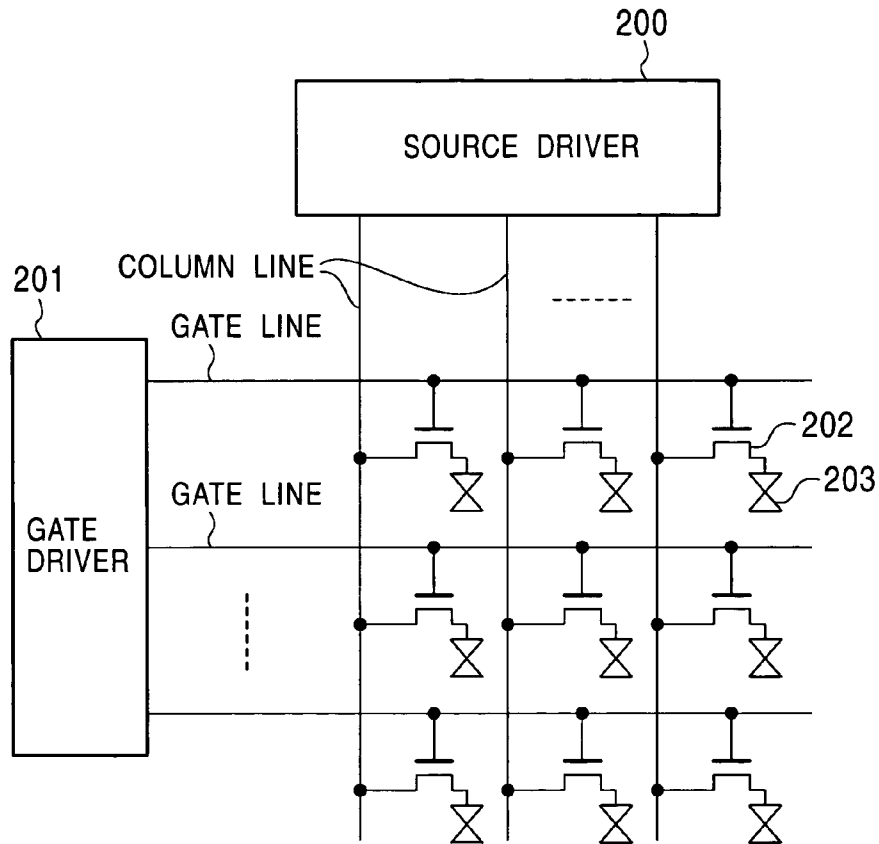 200
SOURCE DRIVER
201
COLUMN LINE
GATE LINE
202
203
GATE LINE
GATE
DRIVER